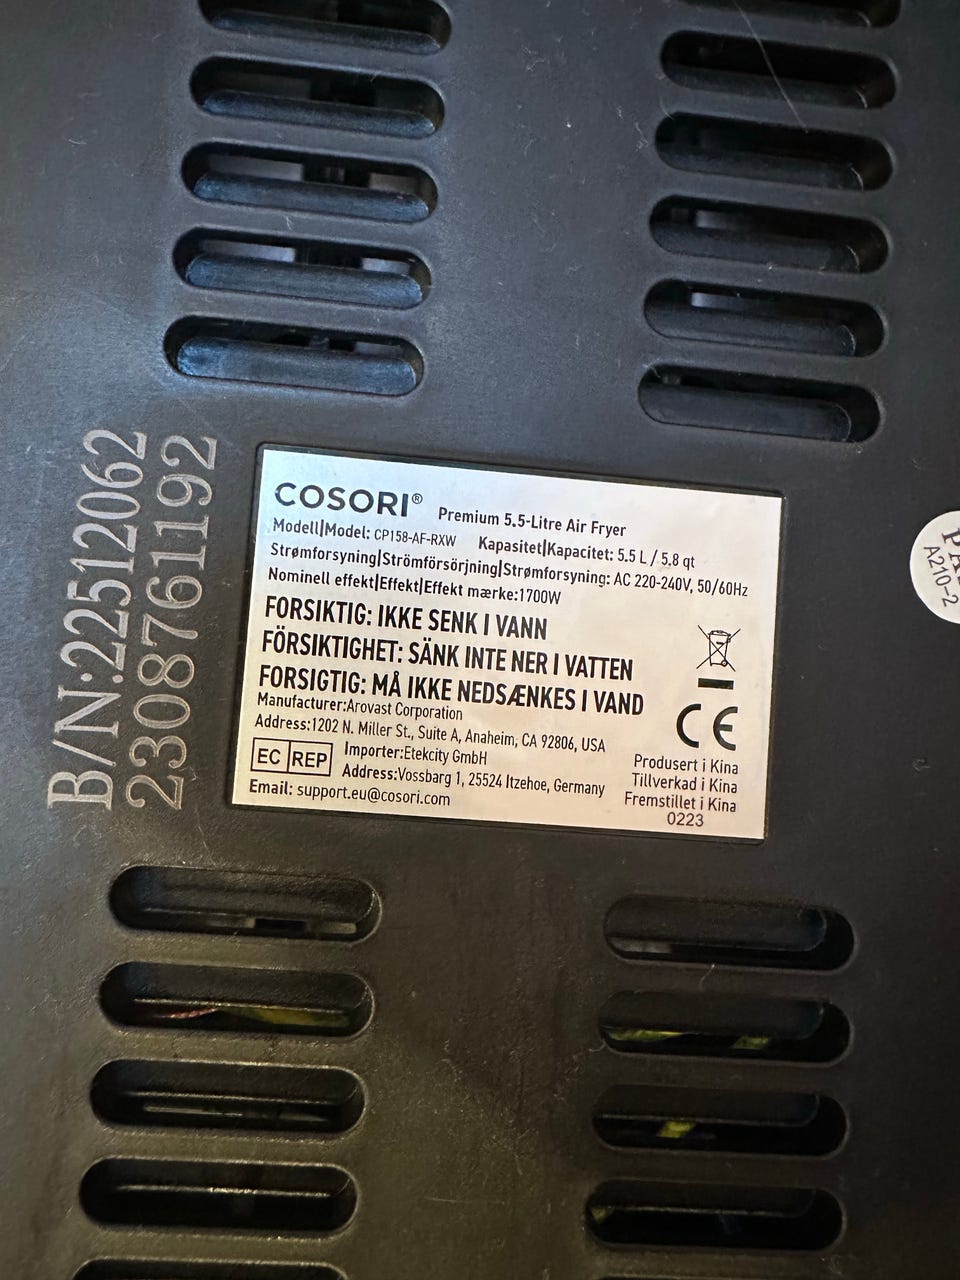 COSORI® Premium 5.5-Litre Air Fryer
Modell|Model: CP158-AF-RXW Kapasitet|Kapacitet: 5.5 L / 5.8 qt
Strømforsyning|Strömförsörjning|Strømforsyning: AC 220-240V, 50/60Hz
Nominell effekt|Effekt|Effekt mærke:1700W
FORSIKTIG: IKKE SENK I VANN
FÖRSIKTIGHET: SÄNK INTE NER I VATTEN
FORSIGTIG: MÅ IKKE NEDSÆNKES I VAND
Manufacturer:Arovast Corporation
Address:1202 N. Miller St., Suite A, Anaheim, CA 92806, USA
EC REP
Importer:Etekcity GmbH
Address:Vossbarg 1, 25524 Itzehoe, Germany
Email: support.eu@cosori.com
CE
Produsert i Kina
Tillverkad i Kina
Fremstillet i Kina
0223
B/N:22512062
2308761192
A210-2